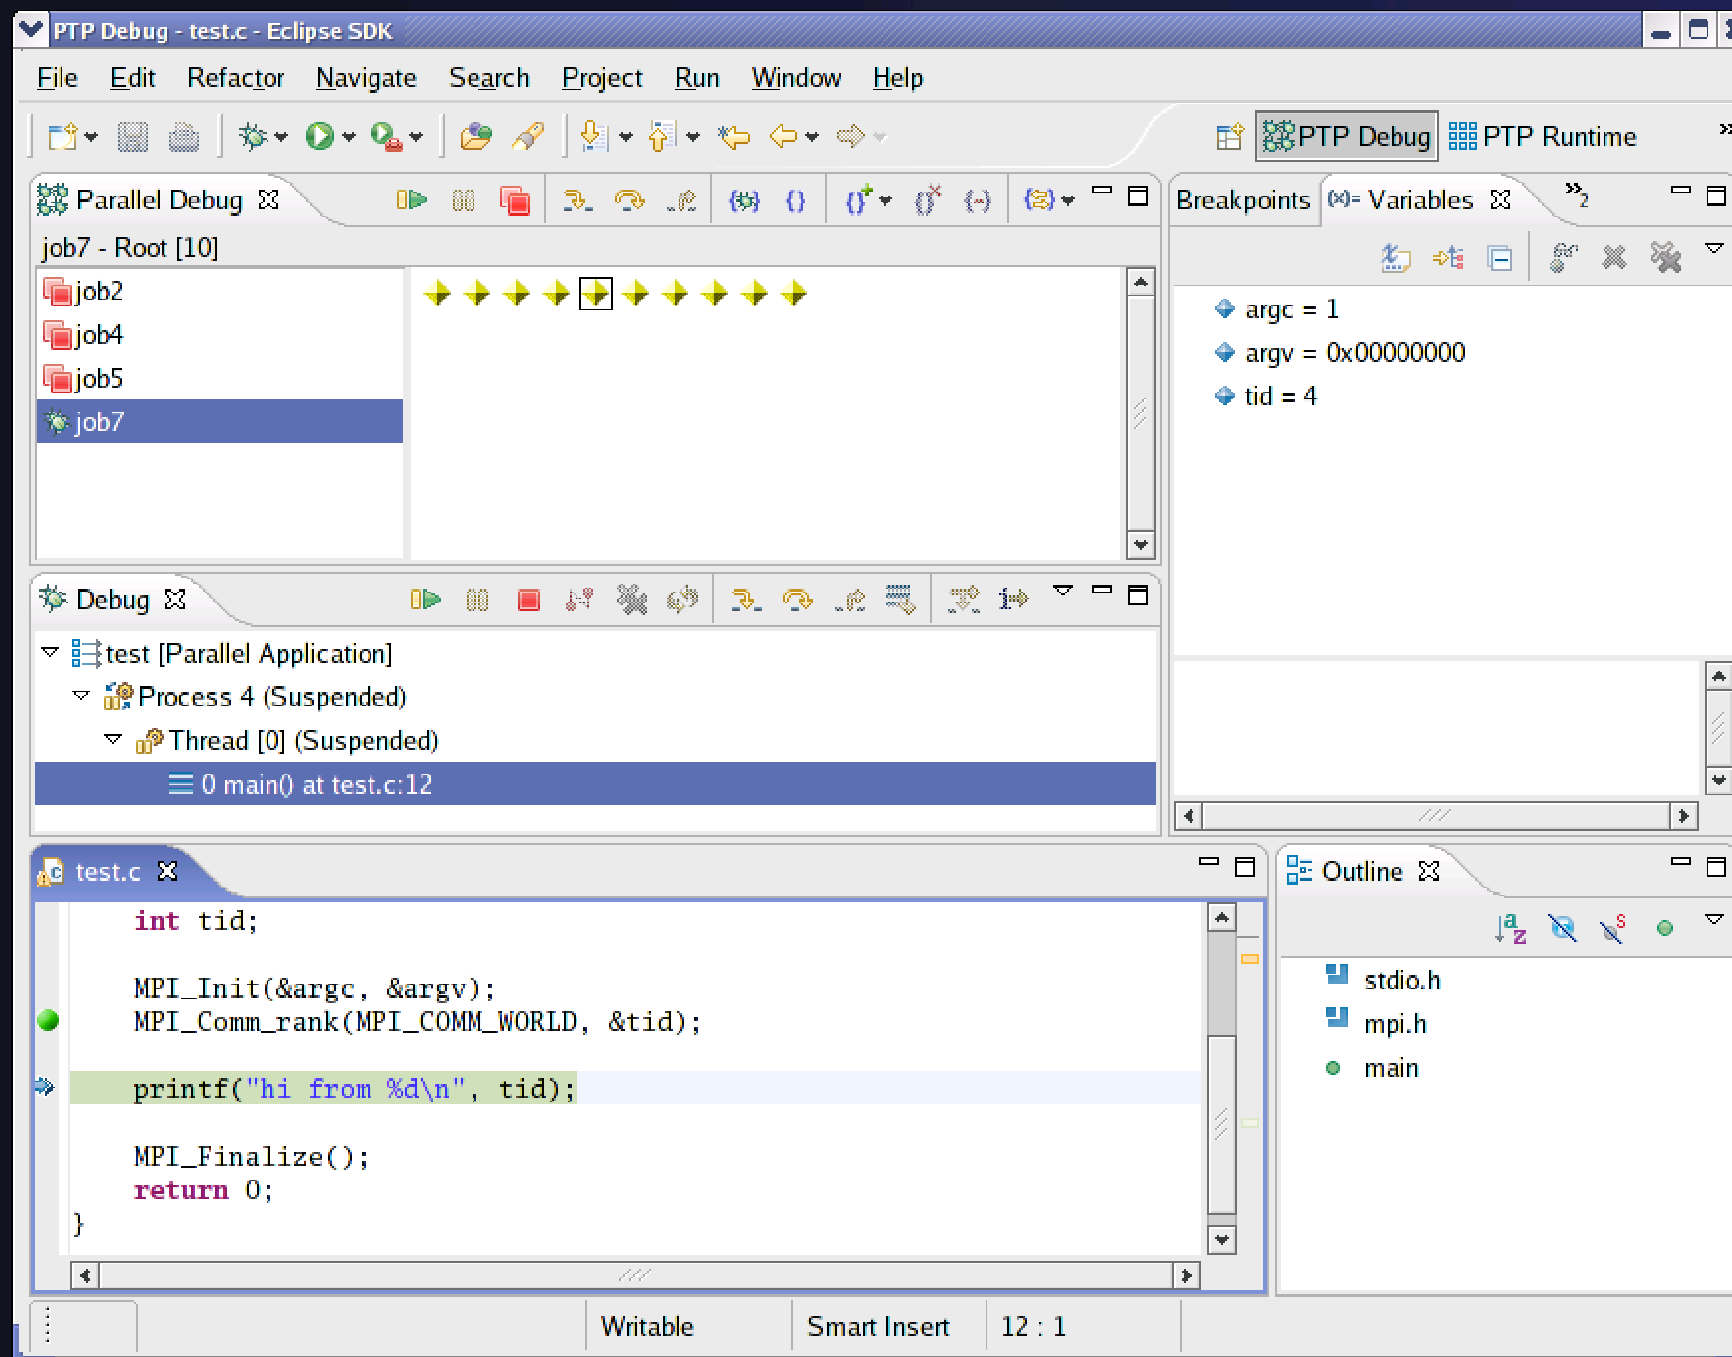 PTP Debug - test.c - Eclipse SDK
File Edit Refactor Navigate Search Project Run Window Help
PTP Debug PTP Runtime
Parallel Debug
job7 - Root [10]
job2
job4
job5
job7
Breakpoints (x)= Variables 2
argc = 1
argv = 0x00000000
tid = 4
Debug
test [Parallel Application]
Process 4 (Suspended)
Thread [0] (Suspended)
0 main() at test.c:12
test.c
int tid;
MPI_Init(&argc, &argv);
MPI_Comm_rank(MPI_COMM_WORLD, &tid);
printf("hi from %d\n", tid);
MPI_Finalize();
return 0;
}
Outline
stdio.h
mpi.h
main
Writable Smart Insert 12 : 1